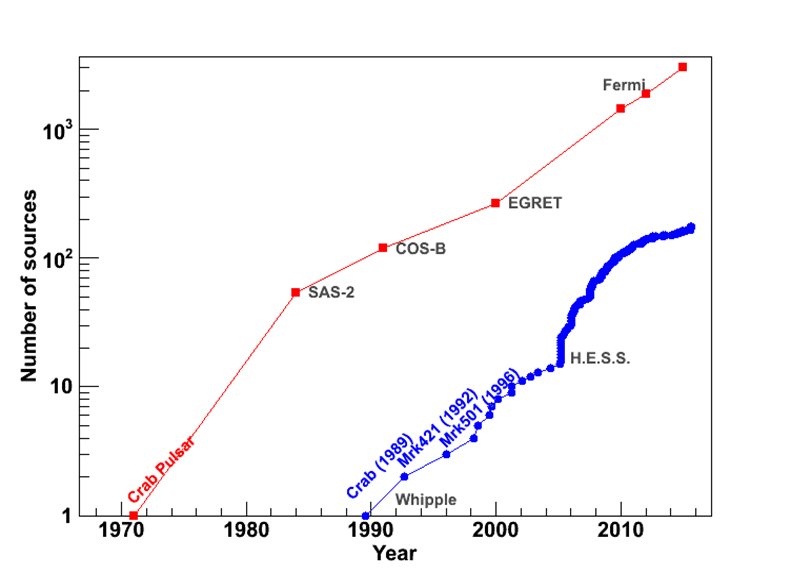 Fermi
10³
EGRET
Number of sources
10²
COS-B
SAS-2
H.E.S.S.
10
Crab Pulsar
Crab (1989)
Mrk421 (1992)
Mrk501 (1996)
Whipple
1
1970 1980 1990 2000 2010
Year